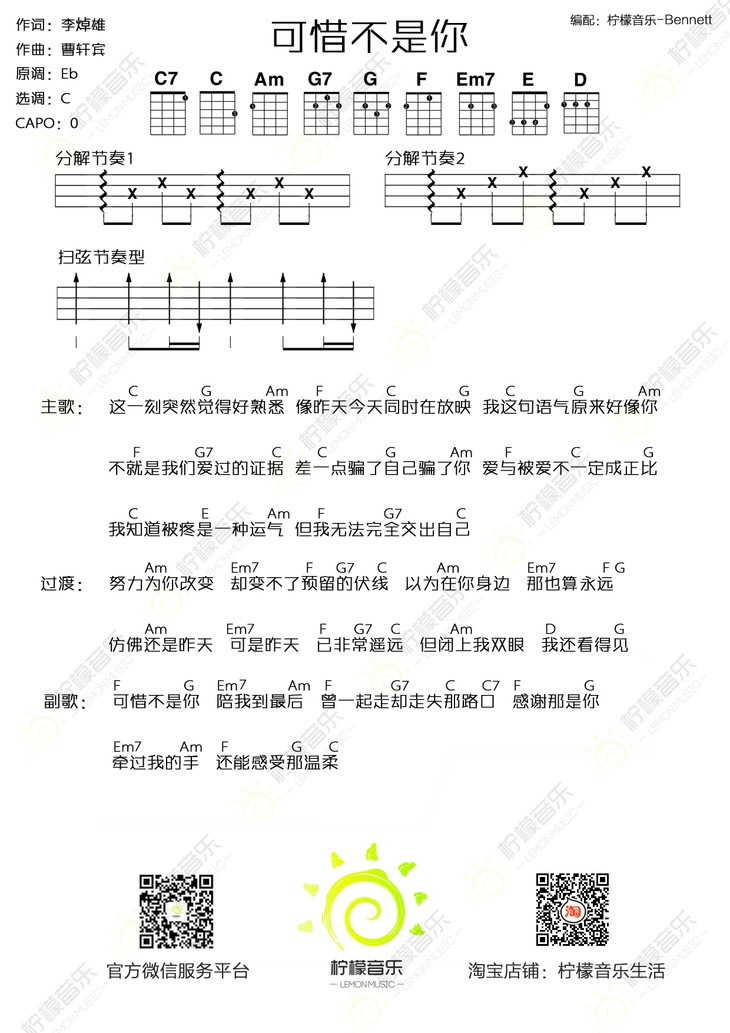 可惜不是你
作词：李焯雄
作曲：曹轩宾
原调：Eb
选调：C
CAPO：0
编配：柠檬音乐-Bennett
C7 C Am G7 G F Em7 E D
分解节奏1
分解节奏2
扫弦节奏型
C G Am F C G C G Am
主歌： 这一刻突然觉得好熟悉 像昨天今天同时在放映 我这句语气原来好像你
F G7 C C G Am F C G
不就是我们爱过的证据 差一点骗了自己骗了你 爱与被爱不一定成正比
C E Am F G7 C
我知道被疼是一种运气 但我无法完全交出自己
Am Em7 F G7 C Am Em7 F G
过渡： 努力为你改变 却变不了预留的伏线 以为在你身边 那也算永远
Am Em7 F G7 C Am D G
仿佛还是昨天 可是昨天 已非常遥远 但闭上我双眼 我还看得见
F G Em7 Am F G7 C C7 F G
副歌： 可惜不是你 陪我到最后 曾一起走却走失那路口 感谢那是你
Em7 Am F G C
牵过我的手 还能感受那温柔
官方微信服务平台
柠檬音乐
LEMON MUSIC
淘
淘宝店铺：柠檬音乐生活